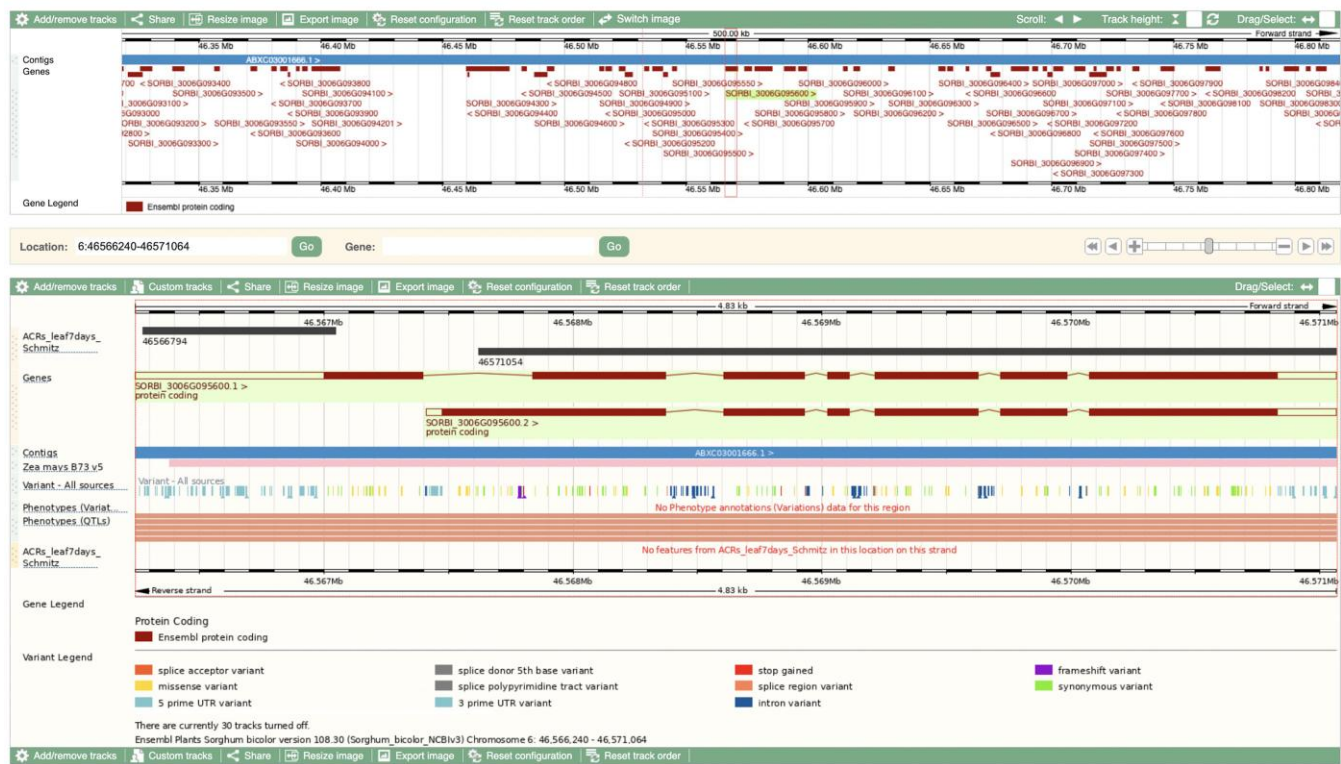 Add/remove tracks Share Resize image Export image Reset configuration Reset track order Switch image Scroll: Track height: Drag/Select:
500.00 kb Forward strand
46.35 Mb 46.40 Mb 46.45 Mb 46.50 Mb 46.55 Mb 46.60 Mb 46.65 Mb 46.70 Mb 46.75 Mb 46.80 Mb
Contigs ABXC03001666.1 >
Genes
< SORBI_3006G093400 < SORBI_3006G093800 < SORBI_3006G094800 SORBI_3006G095550 > SORBI_3006G096000 > SORBI_3006G096400 > SORBI_3006G097000 > SORBI_3006G097900
SORBI_3006G093500 > SORBI_3006G094100 > < SORBI_3006G094500 SORBI_3006G095100 > SORBI_3006G095600 > SORBI_3006G096100 > < SORBI_3006G096600 SORBI_3006G097700 > < SORBI_3006G098200
SORBI_3006G093100 > < SORBI_3006G093700 SORBI_3006G094300 > SORBI_3006G094900 > SORBI_3006G095900 > SORBI_3006G096300 > SORBI_3006G097100 > < SORBI_3006G098100
< SORBI_3006G093900 < SORBI_3006G094400 < SORBI_3006G095000 SORBI_3006G095800 > < SORBI_3006G096200 SORBI_3006G096700 > < SORBI_3006G097800
SORBI_3006G093200 > SORBI_3006G093550 > SORBI_3006G094201 > SORBI_3006G094600 > SORBI_3006G095300 < SORBI_3006G095700 SORBI_3006G096500 > < SORBI_3006G097200
< SORBI_3006G093600 SORBI_3006G095400 > < SORBI_3006G096800 < SORBI_3006G097600
SORBI_3006G093300 > SORBI_3006G094000 > < SORBI_3006G095200 SORBI_3006G097500 >
SORBI_3006G095500 > SORBI_3006G097400 >
SORBI_3006G096900 >
< SORBI_3006G097300
46.35 Mb 46.40 Mb 46.45 Mb 46.50 Mb 46.55 Mb 46.60 Mb 46.65 Mb 46.70 Mb 46.75 Mb 46.80 Mb
Gene Legend Ensembl protein coding
Location: 6:46566240-46571064 Go Gene: Go
Add/remove tracks Custom tracks Share Resize image Export image Reset configuration Reset track order Drag/Select:
4.83 kb Forward strand
46.567Mb 46.568Mb 46.569Mb 46.570Mb 46.571Mb
ACRs_leaf7days_
Schmitz
46566794
46571054
Genes
SORBI_3006G095600.1 >
protein coding
SORBI_3006G095600.2 >
protein coding
Contigs ABXC03001666.1 >
Zea mays B73 v5
Variant - All sources Variant - All sources
Phenotypes (Variat... No Phenotype annotations (Variations) data for this region
Phenotypes (QTLs)
ACRs_leaf7days_ No features from ACRs_leaf7days_Schmitz in this location on this strand
Schmitz
46.567Mb 46.568Mb 46.569Mb 46.570Mb 46.571Mb
Reverse strand 4.83 kb
Gene Legend
Protein Coding
Ensembl protein coding
Variant Legend
splice acceptor variant splice donor 5th base variant stop gained frameshift variant
missense variant splice polypyrimidine tract variant splice region variant synonymous variant
5 prime UTR variant 3 prime UTR variant intron variant
There are currently 30 tracks turned off.
Ensembl Plants Sorghum bicolor version 108.30 (Sorghum_bicolor_NCBIv3) Chromosome 6: 46,566,240 - 46,571,064
Add/remove tracks Custom tracks Share Resize image Export image Reset configuration Reset track order